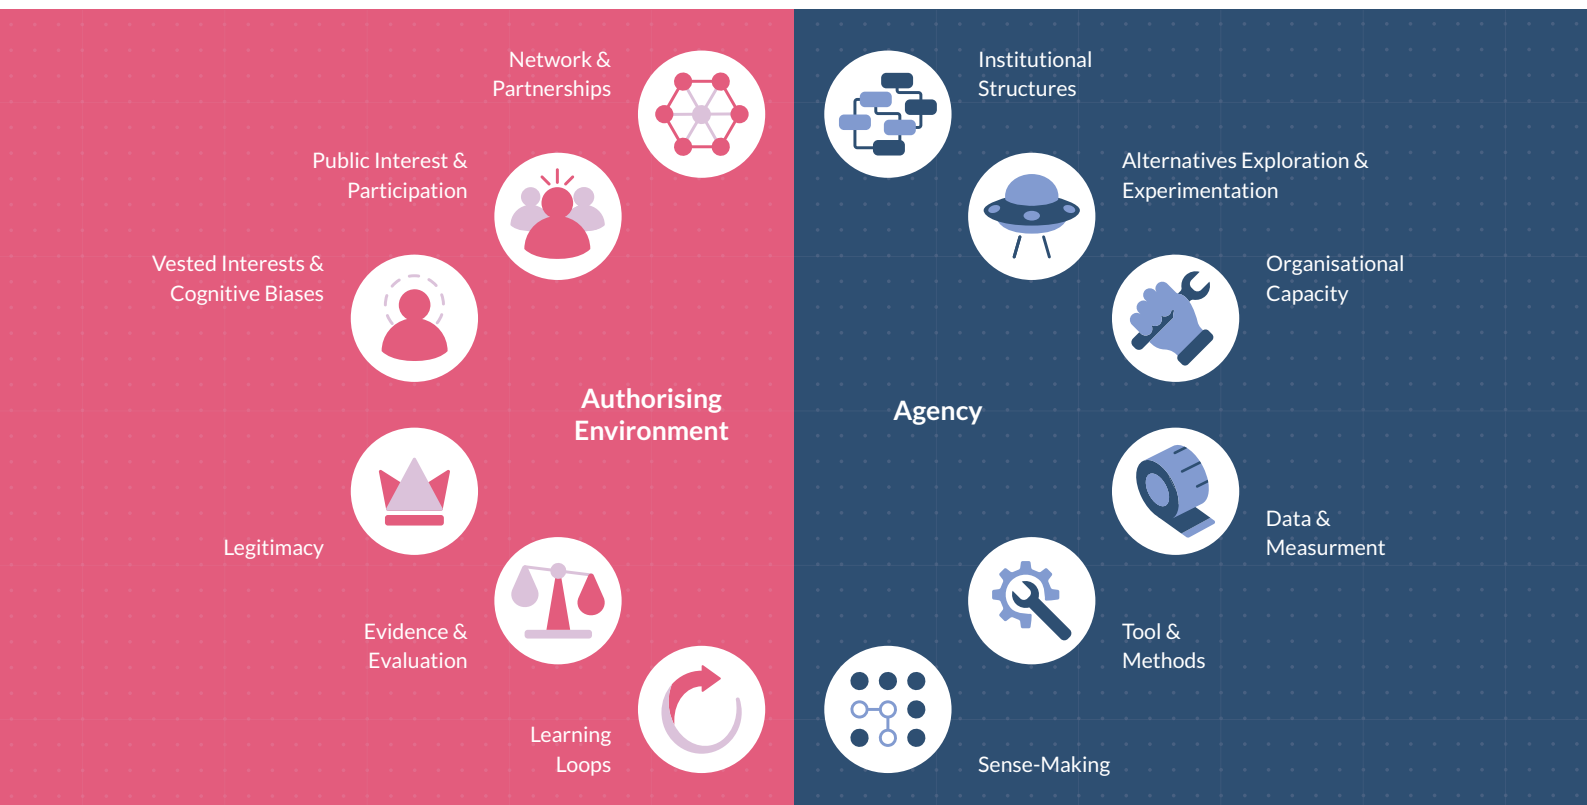 Network &
Partnerships
Public Interest &
Participation
Vested Interests &
Cognitive Biases
Authorising
Environment
Legitimacy
Evidence &
Evaluation
Learning
Loops
Institutional
Structures
Alternatives Exploration &
Experimentation
Organisational
Capacity
Agency
Data &
Measurment
Tool &
Methods
Sense-Making